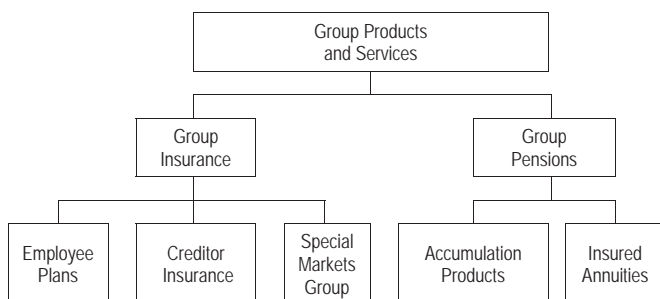 Group Products
and Services
Group
Insurance
Group
Pensions
Employee
Plans
Creditor
Insurance
Special
Markets
Group
Accumulation
Products
Insured
Annuities